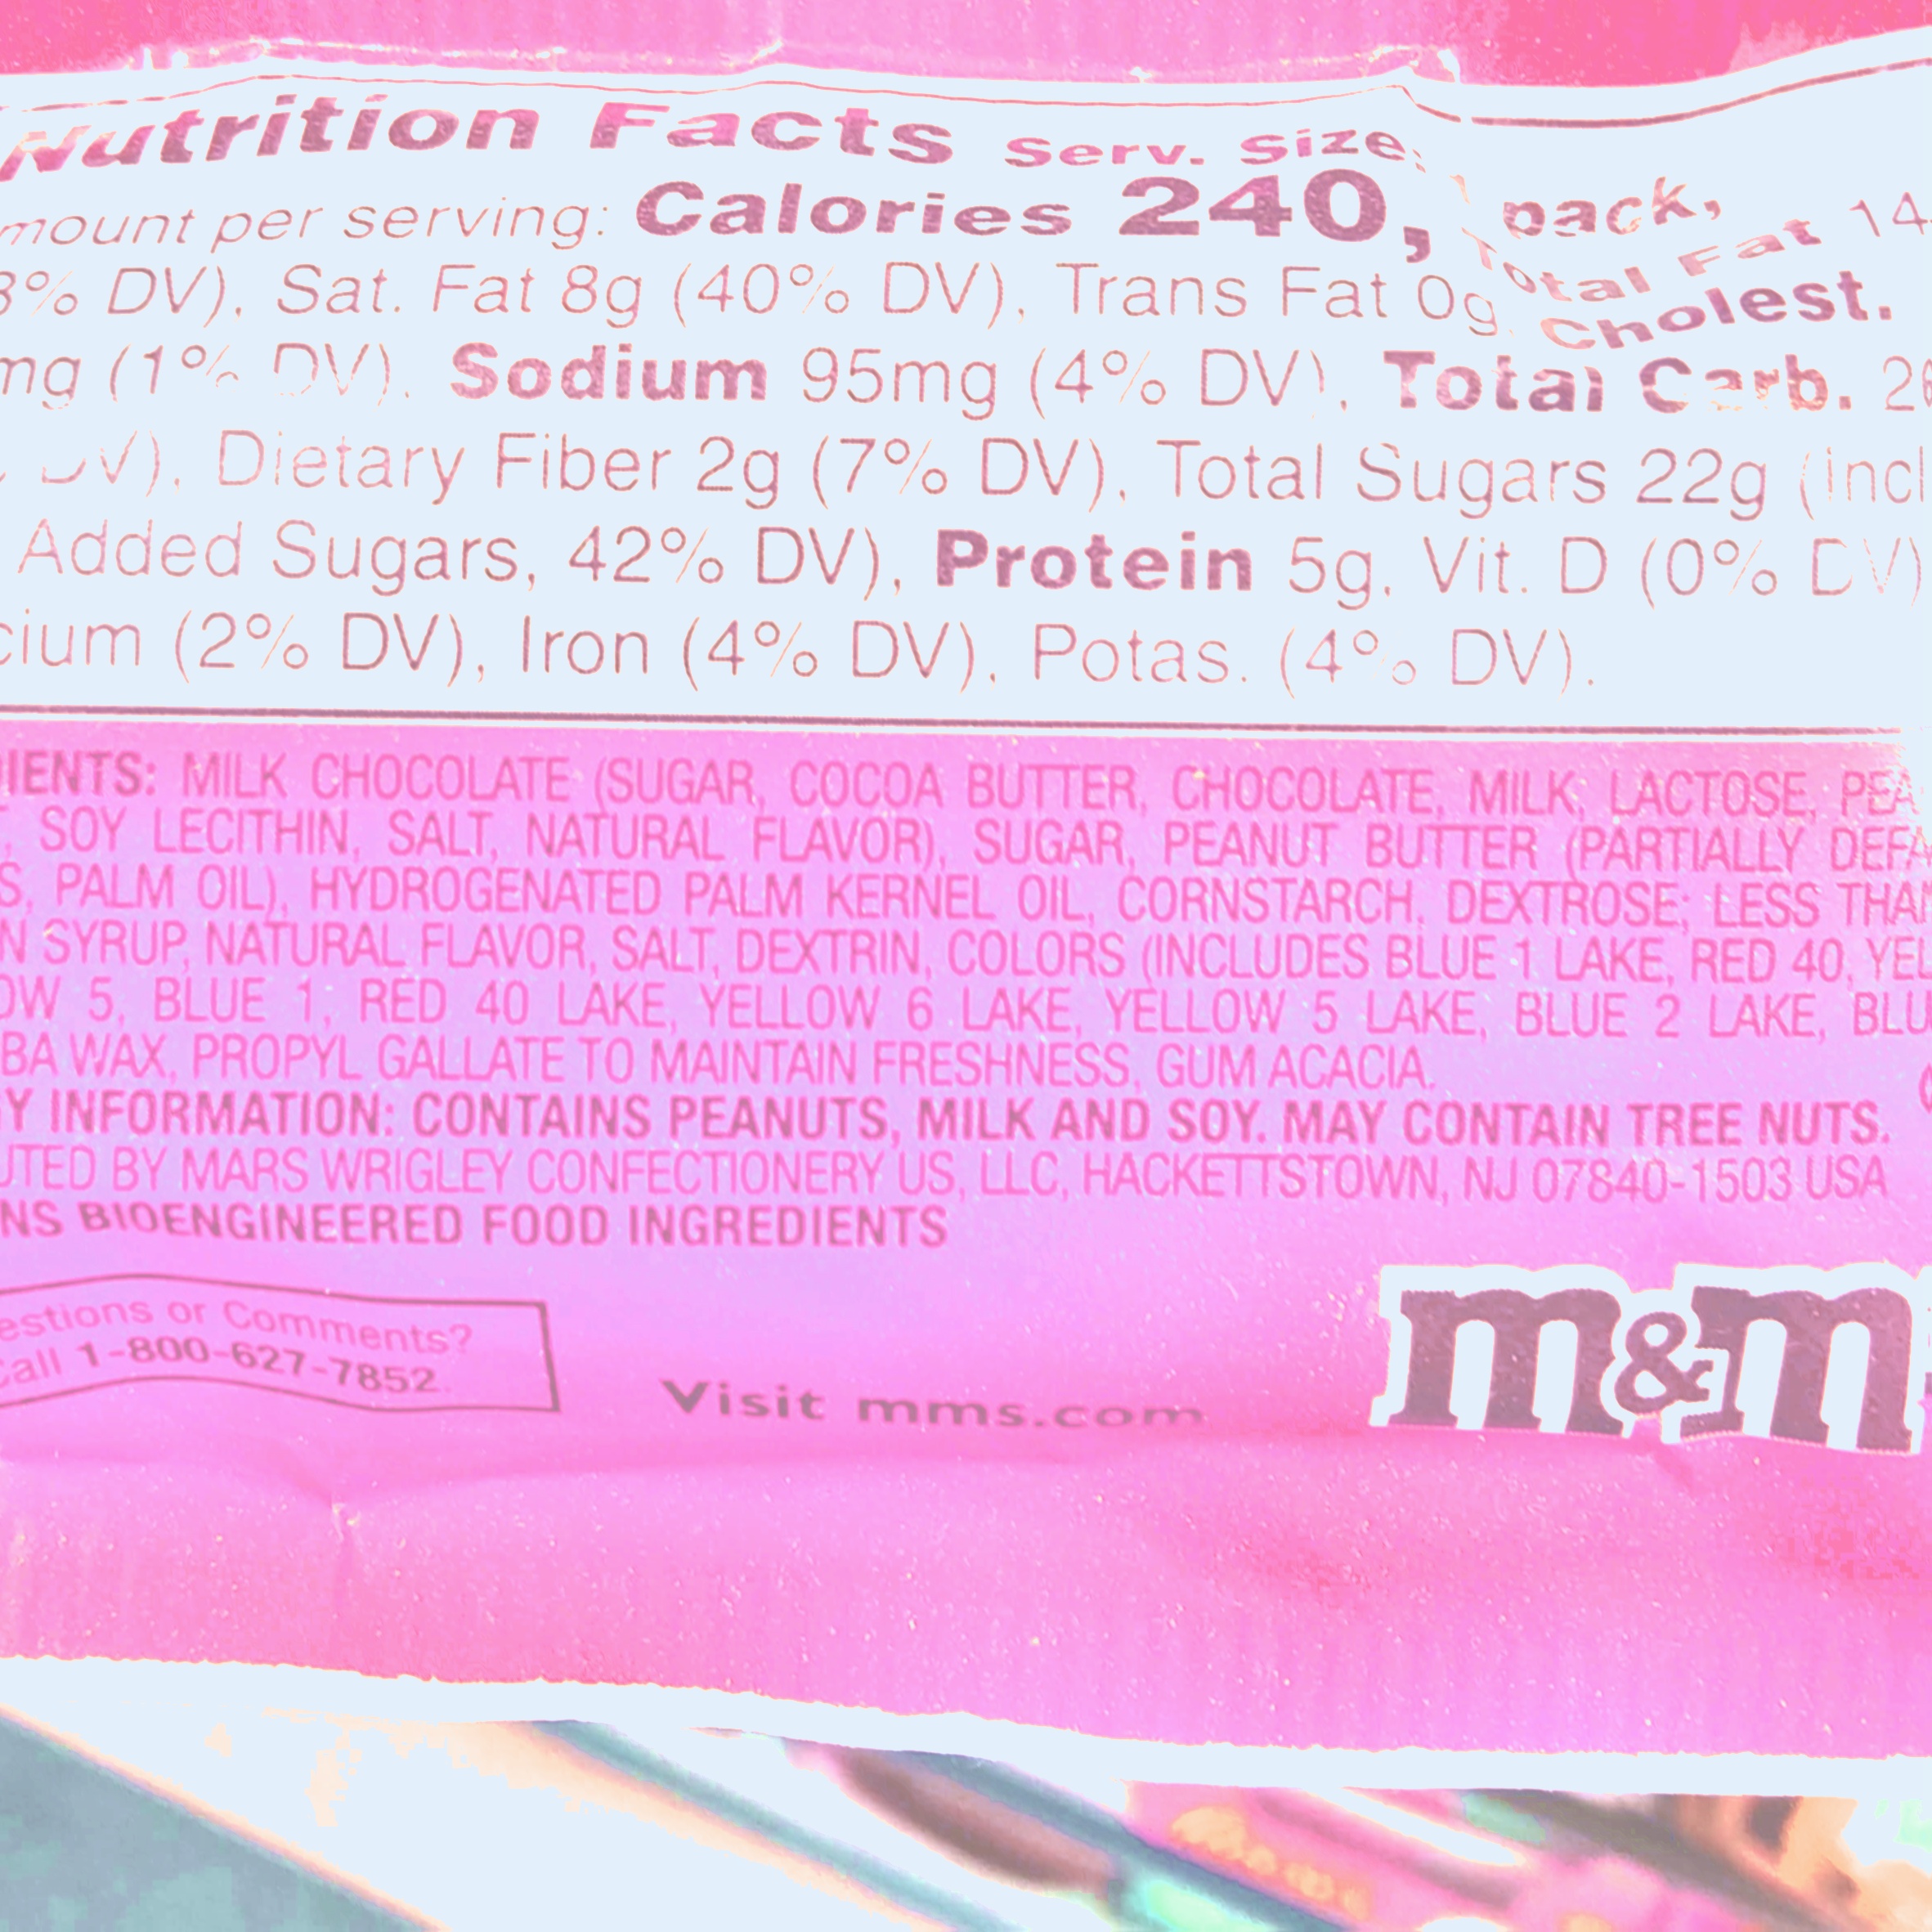 Nutrition Facts Serv. Size: 1 pack,
mount per serving: Calories 240, Total Fat 14
8% DV), Sat. Fat 8g (40% DV), Trans Fat 0g, Cholest.
mg (1% DV), Sodium 95mg (4% DV), Total Carb. 26
DV), Dietary Fiber 2g (7% DV), Total Sugars 22g (Incl
Added Sugars, 42% DV), Protein 5g, Vit. D (0% DV)
cium (2% DV), Iron (4% DV), Potas. (4% DV).
DIENTS: MILK CHOCOLATE (SUGAR, COCOA BUTTER, CHOCOLATE, MILK, LACTOSE, PEA
, SOY LECITHIN, SALT, NATURAL FLAVOR), SUGAR, PEANUT BUTTER (PARTIALLY DEFA
S, PALM OIL), HYDROGENATED PALM KERNEL OIL, CORNSTARCH, DEXTROSE; LESS THAN
N SYRUP, NATURAL FLAVOR, SALT, DEXTRIN, COLORS (INCLUDES BLUE 1 LAKE, RED 40, YEL
OW 5, BLUE 1, RED 40 LAKE, YELLOW 6 LAKE, YELLOW 5 LAKE, BLUE 2 LAKE, BLU
BA WAX, PROPYL GALLATE TO MAINTAIN FRESHNESS, GUM ACACIA.
Y INFORMATION: CONTAINS PEANUTS, MILK AND SOY. MAY CONTAIN TREE NUTS.
UTED BY MARS WRIGLEY CONFECTIONERY US, LLC, HACKETTSTOWN, NJ 07840-1503 USA
NS BIOENGINEERED FOOD INGREDIENTS
estions or Comments?
Call 1-800-627-7852.
Visit mms.com
m&m